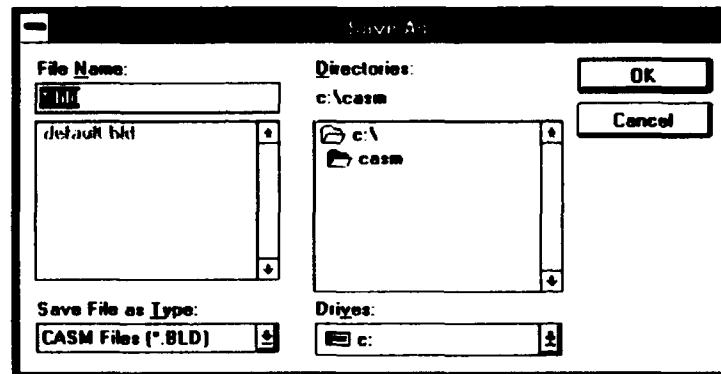 Save As
File Name:
*.bld
default.bld
Save File as Type:
CASM Files (*.BLD)
Directories:
c:\casm
c:\
casm
Drives:
c:
OK
Cancel